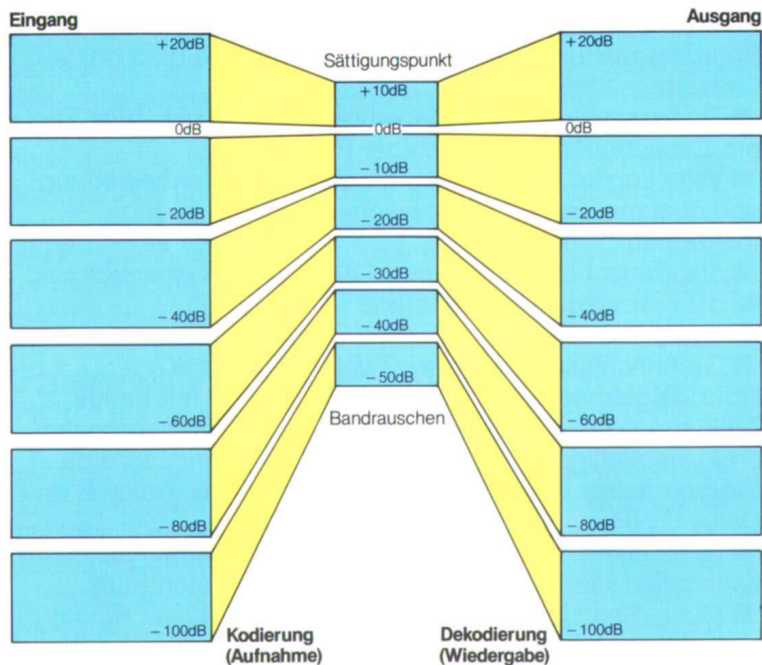 Eingang
Ausgang
+20dB
Sättigungspunkt
+20dB
+10dB
0dB
0dB
0dB
−10dB
−20dB
−20dB
−20dB
−30dB
−40dB
−40dB
−40dB
−50dB
−60dB
−60dB
Bandrauschen
−80dB
−80dB
−100dB
Kodierung
(Aufnahme)
Dekodierung
(Wiedergabe)
−100dB